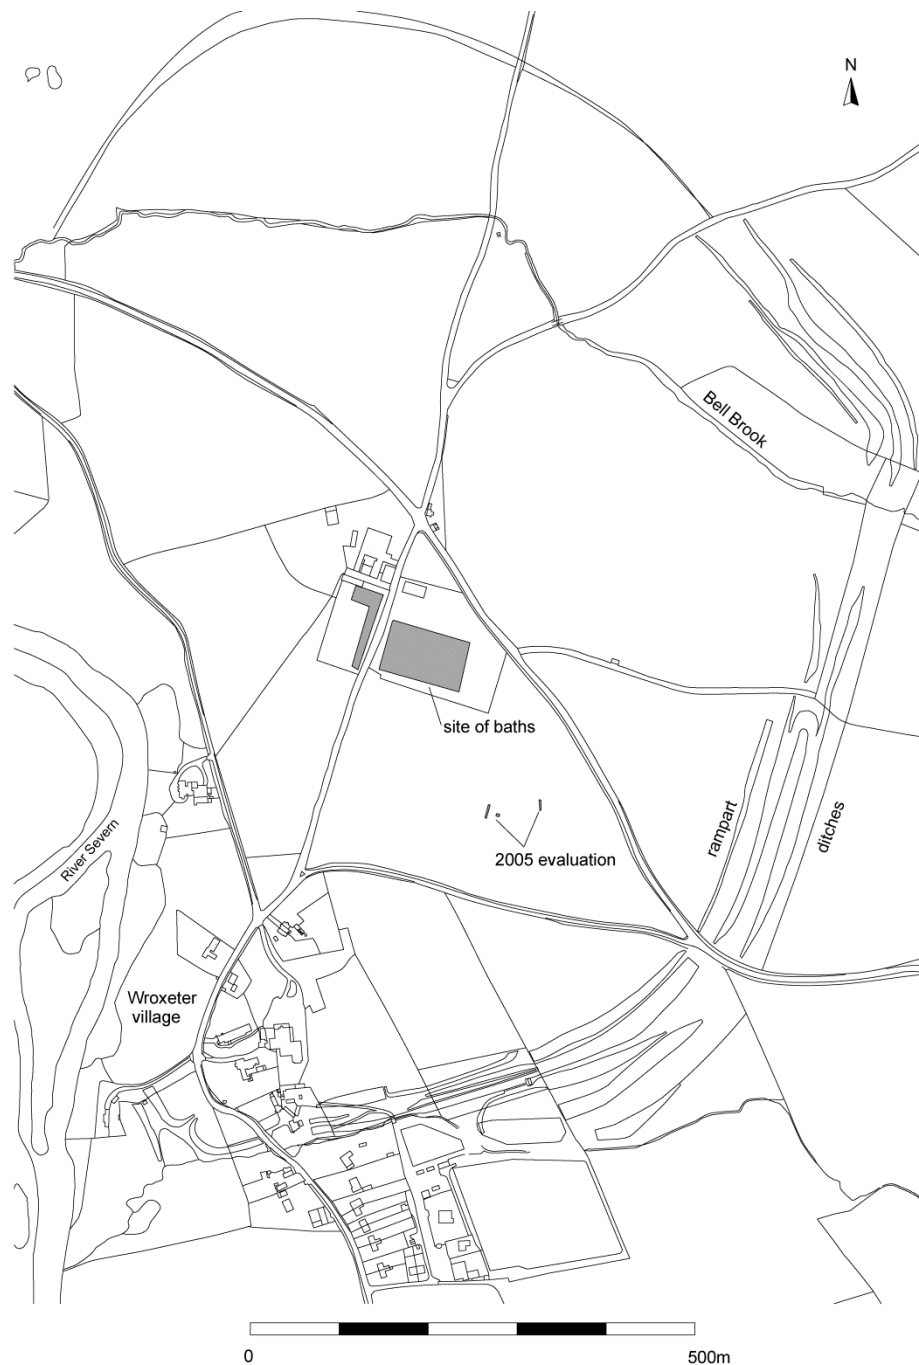 N
Bell Brook
site of baths
rampart
ditches
2005 evaluation
River Severn
Wroxeter
village
0
500m